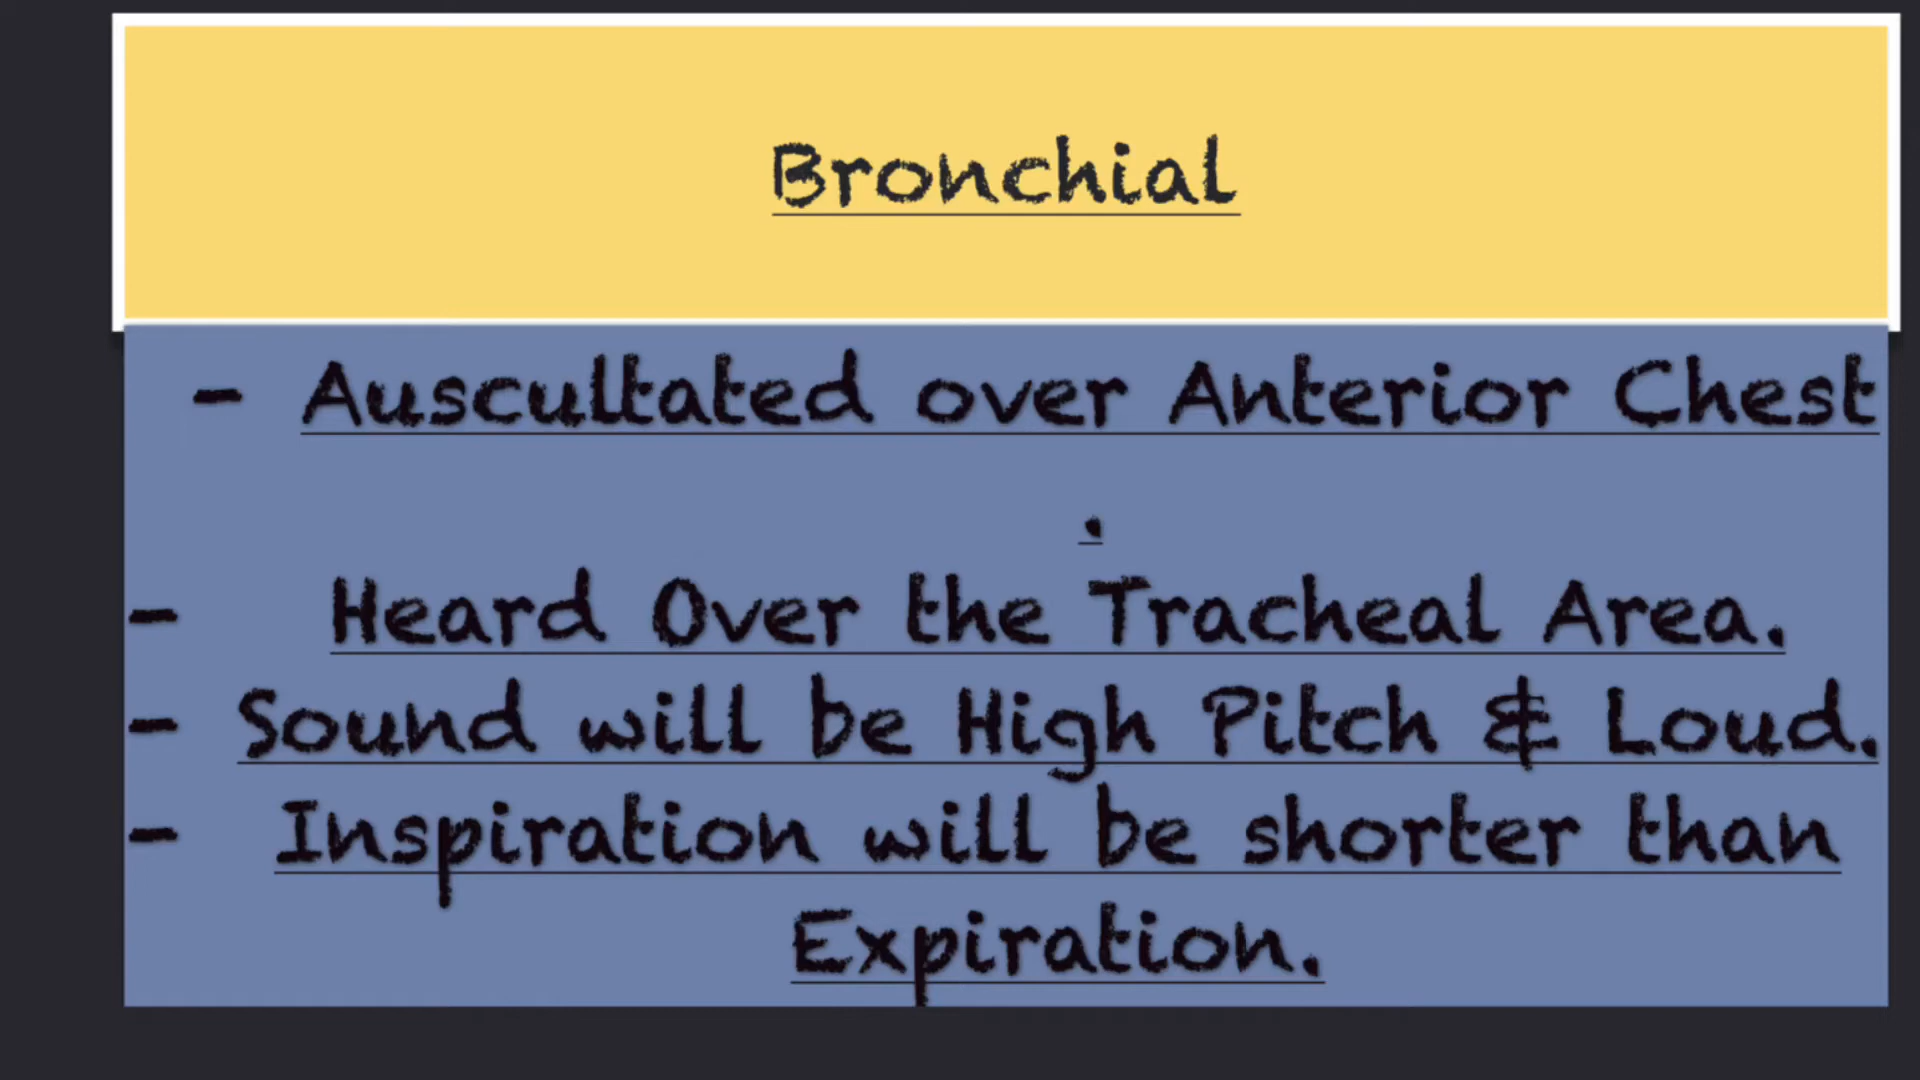 Bronchial
- Auscultated over Anterior Chest
.
- Heard Over the Tracheal Area.
- Sound will be High Pitch & Loud.
- Inspiration will be shorter than
Expiration.